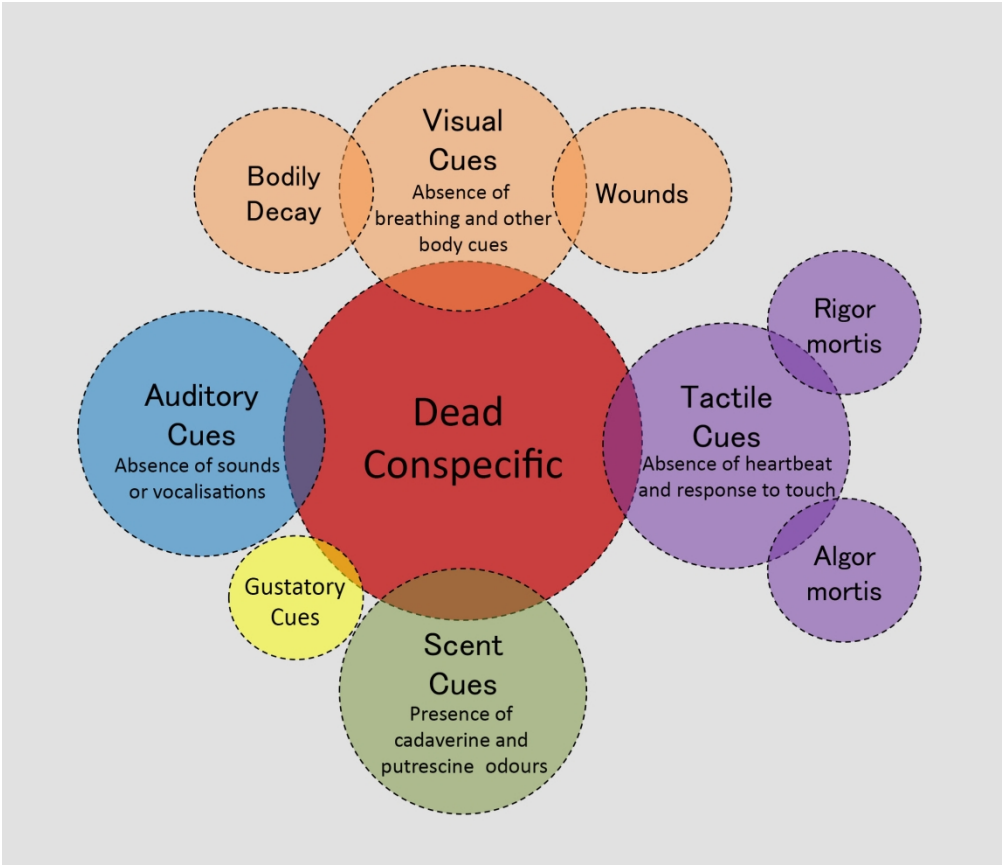 Visual
Cues
Absence of
breathing and other
body cues
Bodily
Decay
Wounds
Rigor
mortis
Auditory
Cues
Absence of sounds
or vocalisations
Dead
Conspecific
Tactile
Cues
Absence of heartbeat
and response to touch
Algor
mortis
Gustatory
Cues
Scent
Cues
Presence of
cadaverine and
putrescine odours